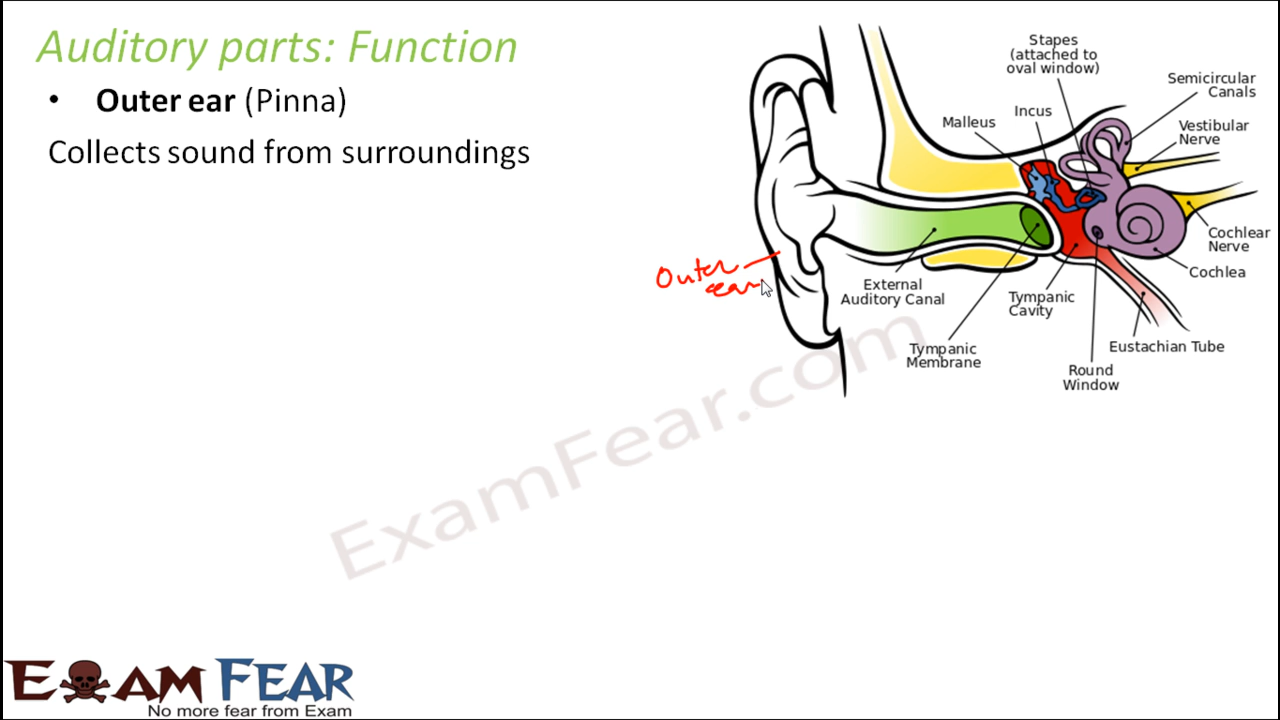 Auditory parts: Function
• Outer ear (Pinna)
Collects sound from surroundings
Stapes
(attached to
oval window)
Semicircular
Canals
Incus
Malleus
Vestibular
Nerve
Cochlear
Nerve
Cochlea
Outer
ear
External
Auditory Canal
Tympanic
Cavity
Eustachian Tube
Tympanic
Membrane
Round
Window
ExamFear.com
EXAM FEAR
No more fear from Exam